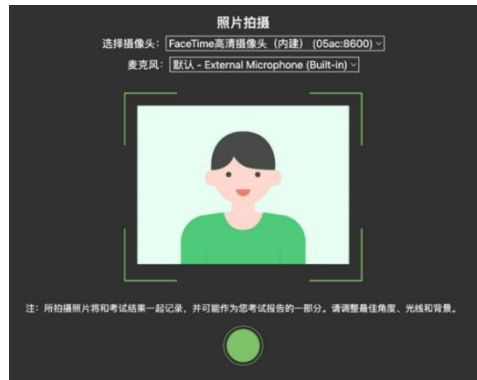 照片拍摄
选择摄像头： FaceTime高清摄像头（内建） (05ac:8600)
麦克风： 默认 - External Microphone (Built-in)
注：所拍摄照片将和考试结果一起记录，并可能作为您考试报告的一部分。请调整最佳角度、光线和背景。